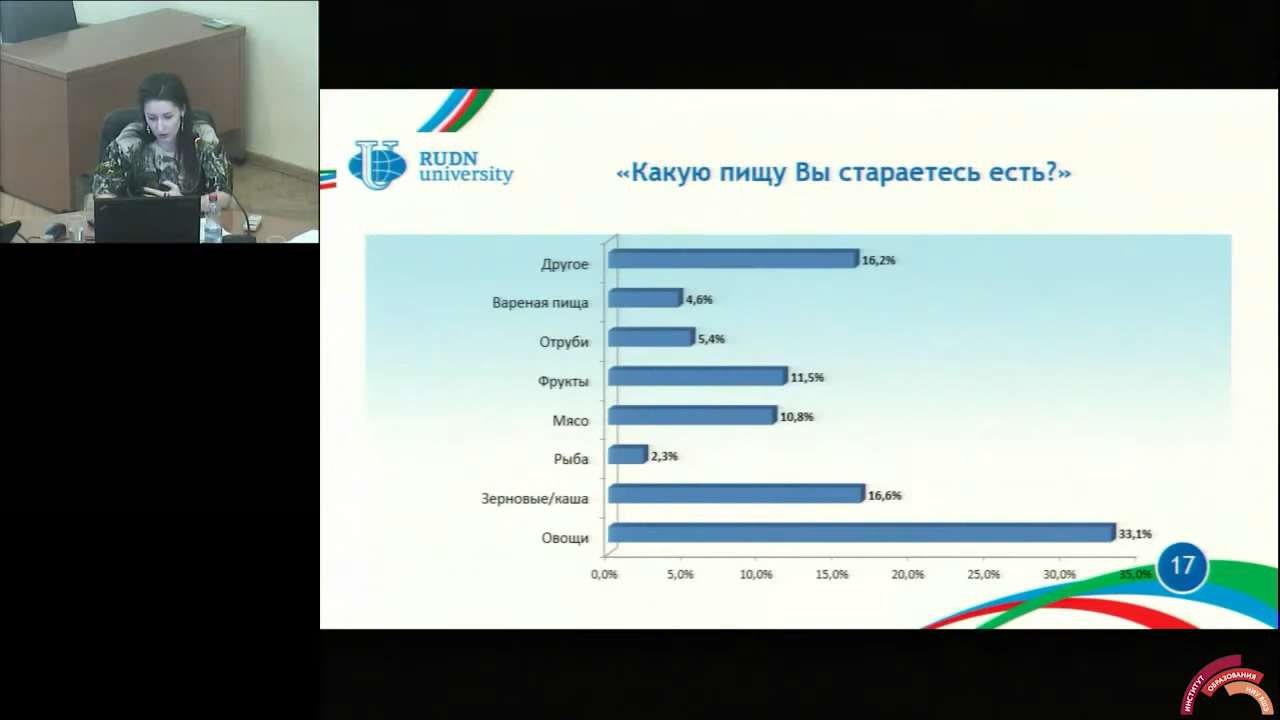 RUDN
university
«Какую пищу Вы стараетесь есть?»
Другое 16,2%
Вареная пища 4,6%
Отруби 5,4%
Фрукты 11,5%
Мясо 10,8%
Рыба 2,3%
Зерновые/каша 16,6%
Овощи 33,1%
0,0% 5,0% 10,0% 15,0% 20,0% 25,0% 30,0% 35,0%
17
ИНСТИТУТ
ОБРАЗОВАНИЯ
НИУ ВШЭ